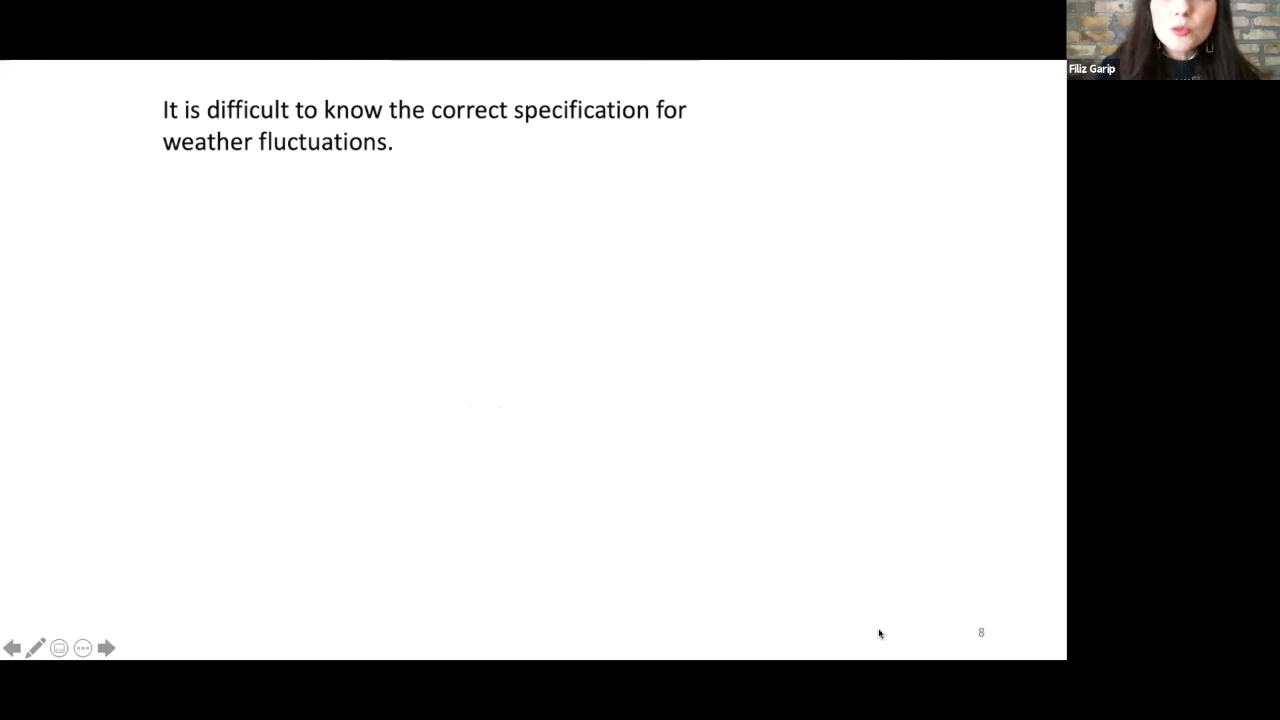 Filiz Garip
It is difficult to know the correct specification for
weather fluctuations.
8